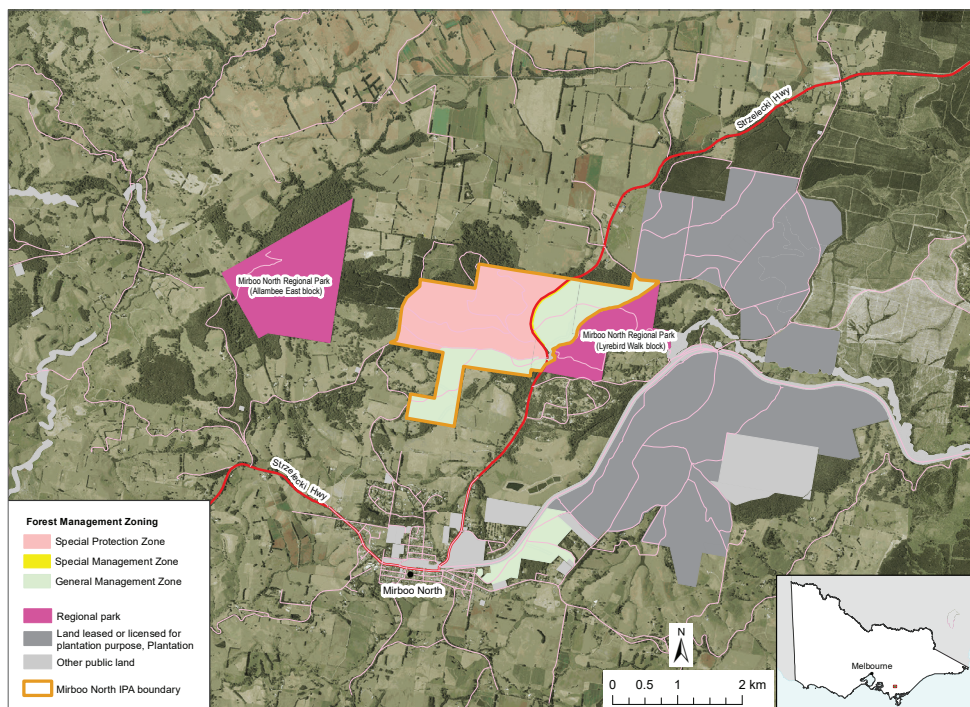 Strzelecki Hwy
Mirboo North Regional Park
(Allambee East block)
Mirboo North Regional Park
(Lyrebird Walk block)
Strzelecki Hwy
Mirboo North
Forest Management Zoning
Special Protection Zone
Special Management Zone
General Management Zone
Regional park
Land leased or licensed for
plantation purpose, Plantation
Other public land
Mirboo North IPA boundary
N
0 0.5 1 2 km
Melbourne